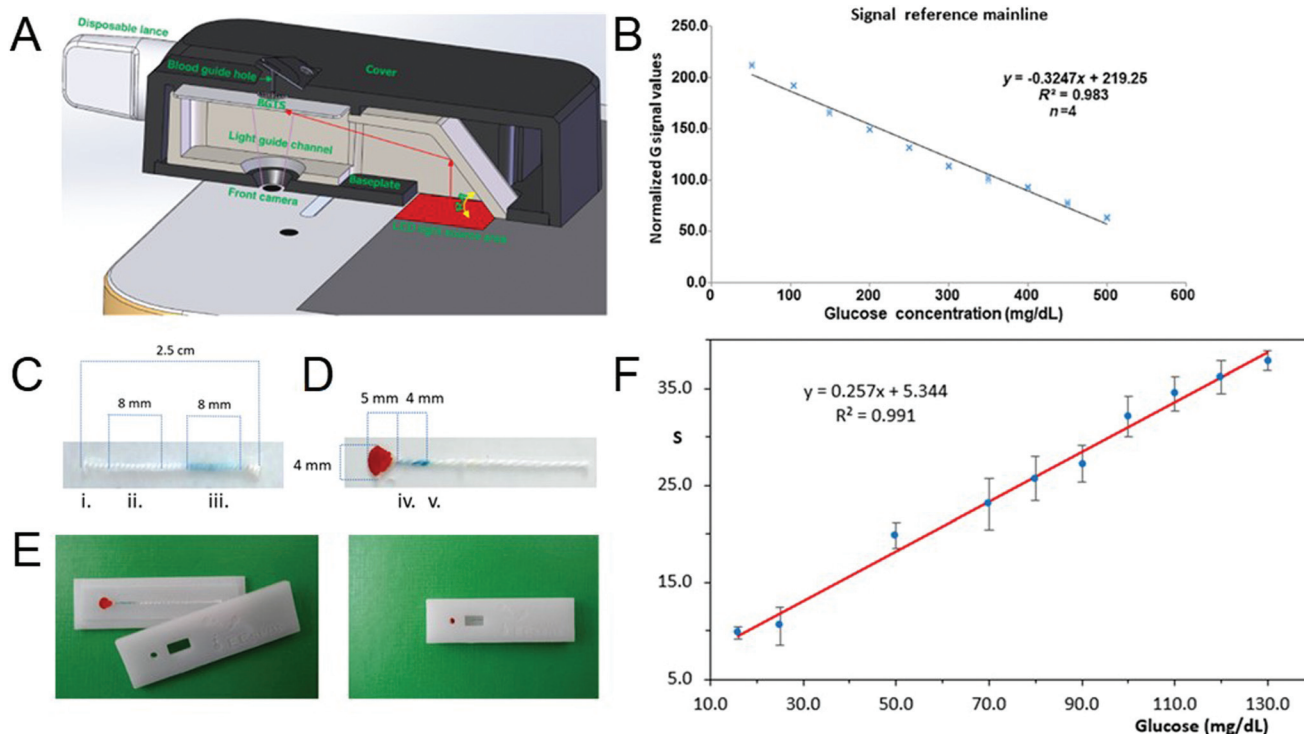 A
Disposable lance
Blood guide hole
Cover
BGTS
Light guide channel
Baseplate
Front camera
B
Signal reference mainline
Normalized G signal values
250.0
200.0
150.0
100.0
50.0
0.0
y = -0.3247x + 219.25
R² = 0.983
n=4
0 100 200 300 400 500 600
Glucose concentration (mg/dL)
C
2.5 cm
8 mm 8 mm
i. ii. iii.
D
5 mm 4 mm
4 mm
iv. v.
E
F
y = 0.257x + 5.344
R² = 0.991
S
35.0
25.0
15.0
5.0
10.0 30.0 50.0 70.0 90.0 110.0 130.0
Glucose (mg/dL)